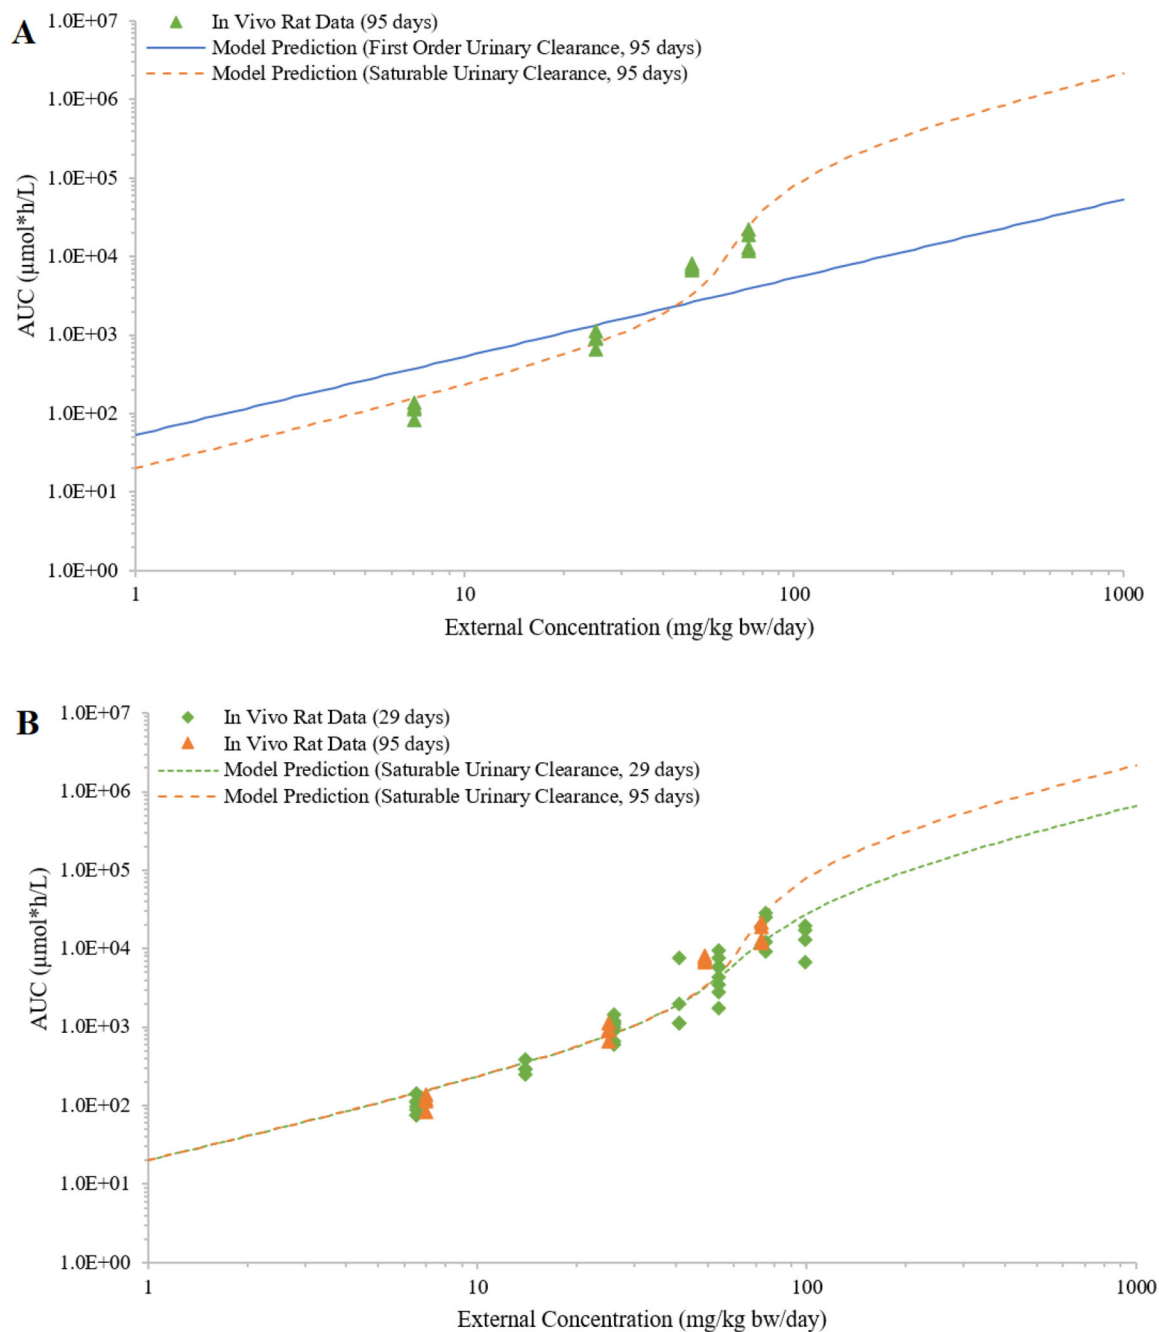 A
In Vivo Rat Data (95 days)
Model Prediction (First Order Urinary Clearance, 95 days)
Model Prediction (Saturable Urinary Clearance, 95 days)
1.0E+07
1.0E+06
1.0E+05
1.0E+04
1.0E+03
1.0E+02
1.0E+01
1.0E+00
AUC (μmol*h/L)
1 10 100 1000
External Concentration (mg/kg bw/day)
B
In Vivo Rat Data (29 days)
In Vivo Rat Data (95 days)
Model Prediction (Saturable Urinary Clearance, 29 days)
Model Prediction (Saturable Urinary Clearance, 95 days)
1.0E+07
1.0E+06
1.0E+05
1.0E+04
1.0E+03
1.0E+02
1.0E+01
1.0E+00
AUC (μmol*h/L)
1 10 100 1000
External Concentration (mg/kg bw/day)